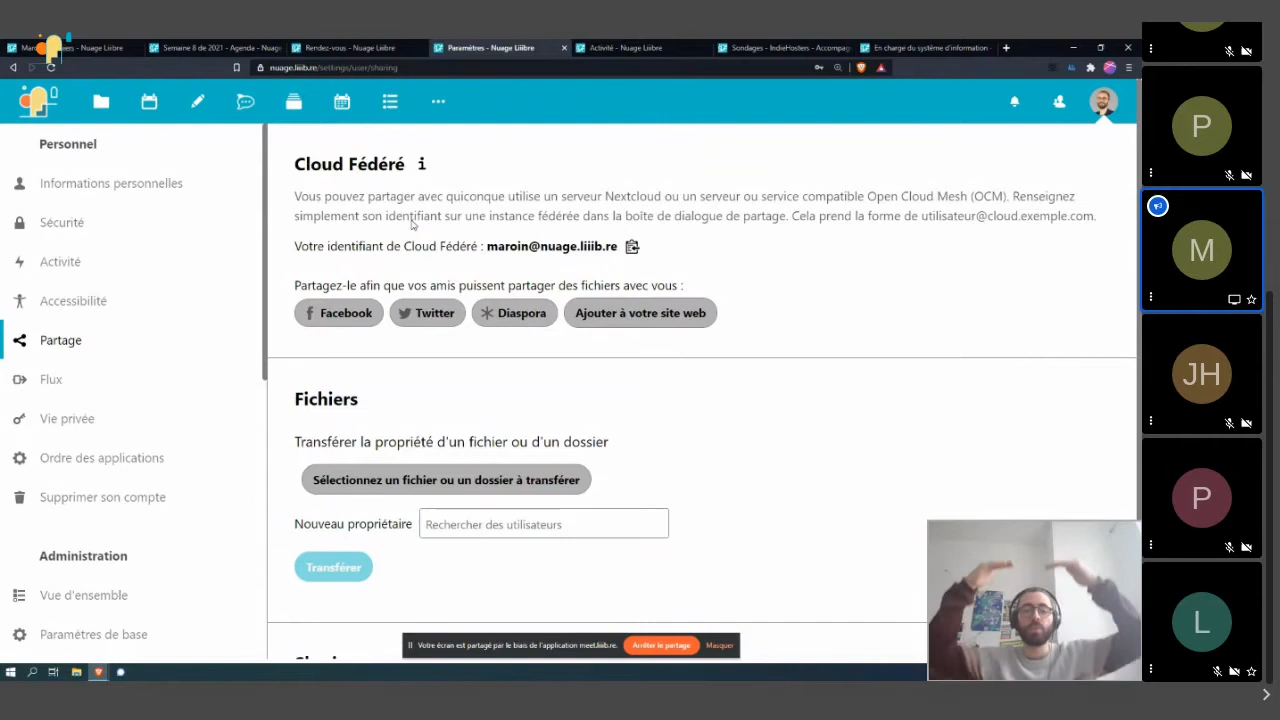 Semaine 8 de 2021 - Agenda - Nuag
Rendez-vous - Nuage Liiibre
Paramètres - Nuage Liiibre
Activité - Nuage Liiibre
Sondages - IndieHosters - Accompag
En charge du système d'information -
nuage.liiib.re/settings/user/sharing
Personnel
Informations personnelles
Sécurité
Activité
Accessibilité
Partage
Flux
Vie privée
Ordre des applications
Supprimer son compte
Administration
Vue d'ensemble
Paramètres de base
Cloud Fédéré
Vous pouvez partager avec quiconque utilise un serveur Nextcloud ou un serveur ou service compatible Open Cloud Mesh (OCM). Renseignez
simplement son identifiant sur une instance fédérée dans la boîte de dialogue de partage. Cela prend la forme de utilisateur@cloud.exemple.com.
Votre identifiant de Cloud Fédéré : maroin@nuage.liiib.re
Partagez-le afin que vos amis puissent partager des fichiers avec vous :
Facebook
Twitter
Diaspora
Ajouter à votre site web
Fichiers
Transférer la propriété d'un fichier ou d'un dossier
Sélectionnez un fichier ou un dossier à transférer
Nouveau propriétaire
Rechercher des utilisateurs
Transférer
Votre écran est partagé par le biais de l'application meet.liiib.re.
Arrêter le partage
Masquer
P
M
JH
P
L